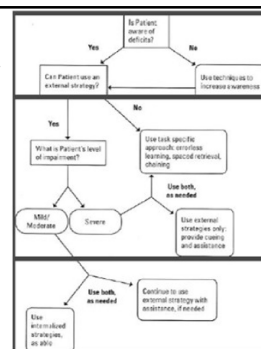 Is Patient
aware of
deficits?
Yes
No
Can Patient use an
external strategy?
Use techniques to
increase awareness
No
Yes
What is Patient's level
of impairment?
Use task specific
approach: errorless
learning, spaced retrieval,
chaining
Use both,
as needed
Mild/
Moderate
Severe
Use external
strategies only;
provide cueing
and assistance
Use both,
as needed
Continue to use
external strategy with
assistance, if needed
Use
internalized
strategies,
as able